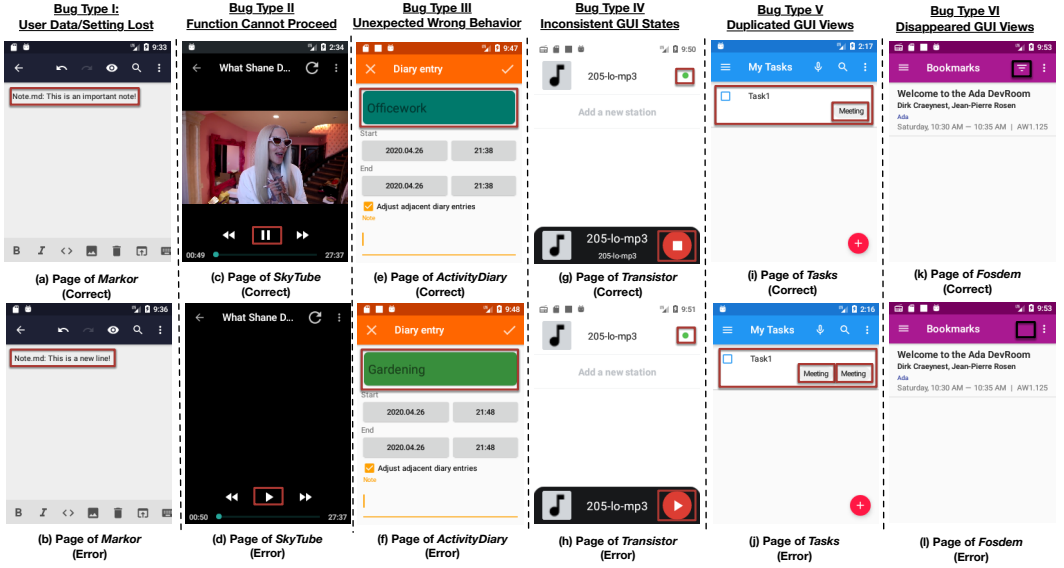 Bug Type I:
User Data/Setting Lost
Bug Type II
Function Cannot Proceed
Bug Type III
Unexpected Wrong Behavior
Bug Type IV
Inconsistent GUI States
Bug Type V
Duplicated GUI Views
Bug Type VI
Disappeared GUI Views
9:33
Note.md: This is an important note!
B I <>
(a) Page of Markor
(Correct)
2:34
What Shane D...
00:49 27:37
(c) Page of SkyTube
(Correct)
9:47
Diary entry
Officework
Start
2020.04.26 21:38
End
2020.04.26 21:38
Adjust adjacent diary entries
Note
(e) Page of ActivityDiary
(Correct)
9:50
205-lo-mp3
Add a new station
205-lo-mp3
205-lo-mp3
(g) Page of Transistor
(Correct)
2:17
My Tasks
Task1
Meeting
(i) Page of Tasks
(Correct)
9:53
Bookmarks
Welcome to the Ada DevRoom
Dirk Craeynest, Jean-Pierre Rosen
Ada
Saturday, 10:30 AM – 10:35 AM | AW1.125
(k) Page of Fosdem
(Correct)
9:36
Note.md: This is a new line!
B I <>
(b) Page of Markor
(Error)
What Shane D...
00:50 27:37
(d) Page of SkyTube
(Error)
9:48
Diary entry
Gardening
Start
2020.04.26 21:48
End
2020.04.26 21:48
Adjust adjacent diary entries
Note
(f) Page of ActivityDiary
(Error)
9:51
205-lo-mp3
Add a new station
205-lo-mp3
(h) Page of Transistor
(Error)
2:16
My Tasks
Task1
Meeting Meeting
(j) Page of Tasks
(Error)
9:53
Bookmarks
Welcome to the Ada DevRoom
Dirk Craeynest, Jean-Pierre Rosen
Ada
Saturday, 10:30 AM – 10:35 AM | AW1.125
(l) Page of Fosdem
(Error)